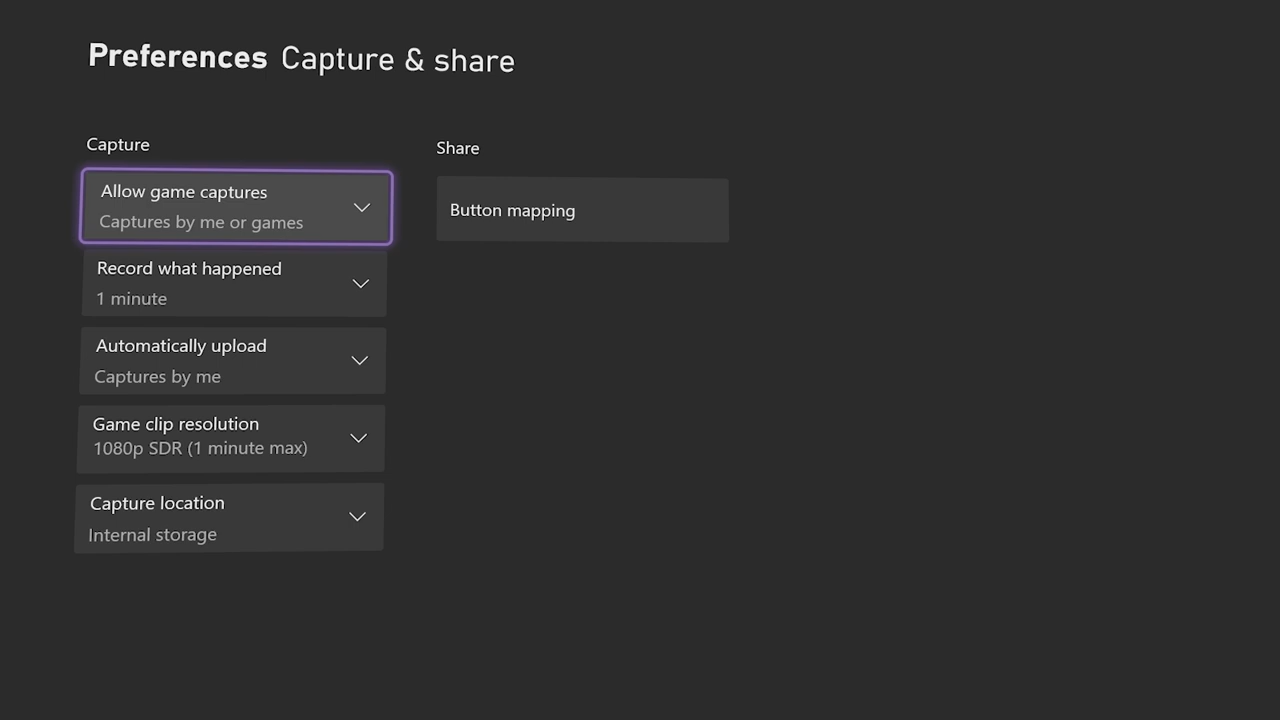 Preferences Capture & share
Capture
Allow game captures
Captures by me or games
Record what happened
1 minute
Automatically upload
Captures by me
Game clip resolution
1080p SDR (1 minute max)
Capture location
Internal storage
Share
Button mapping